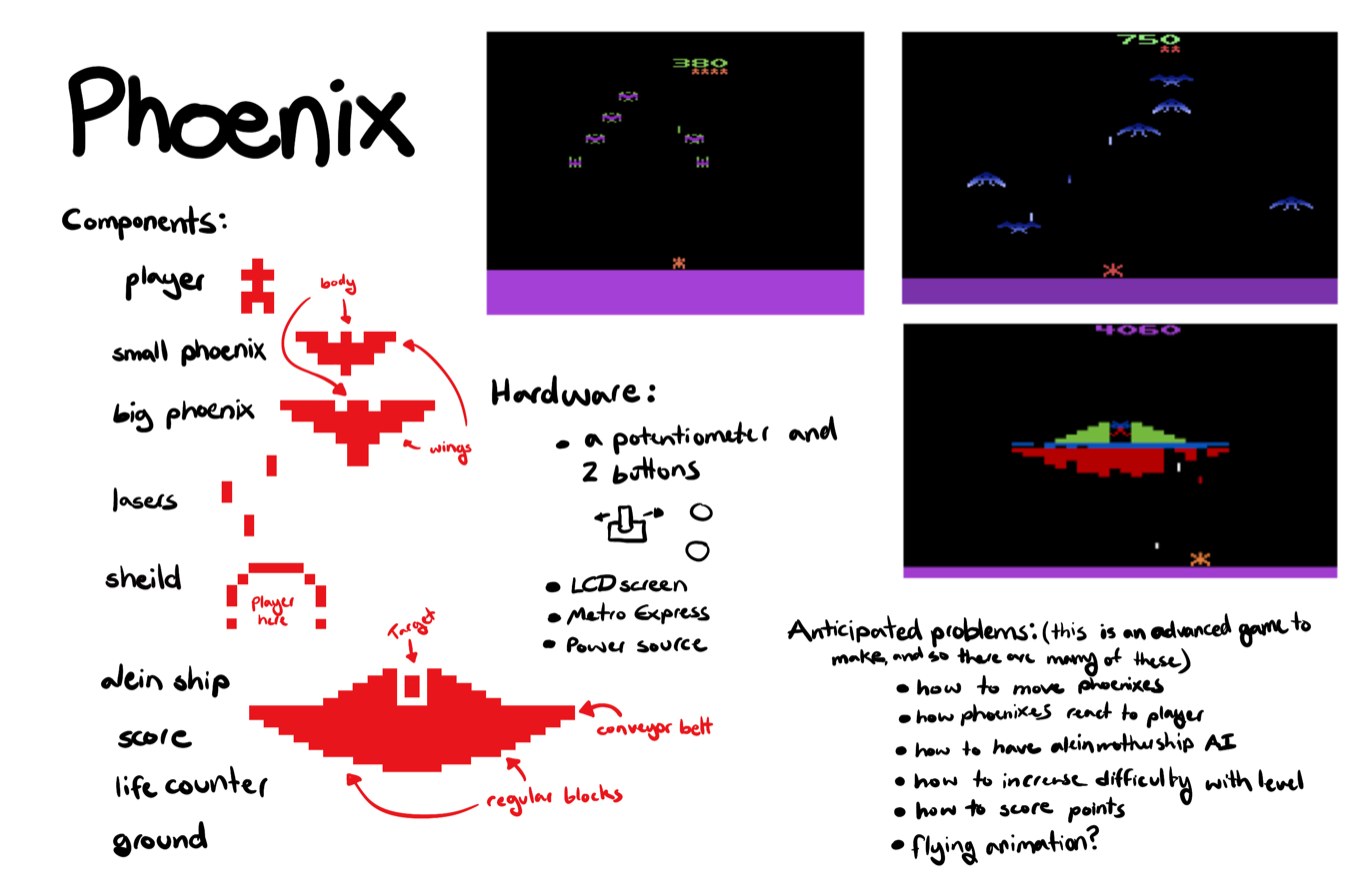 Phoenix
380
750
4060
Components:
player
body
small phoenix
big phoenix
wings
lasers
sheild
player
here
Target
alein ship
conveyor belt
score
life counter
regular blocks
ground
Hardware:
• a potentiometer and
2 buttons
• LCD screen
• Metro Express
• Power source
Anticipated problems: (this is an advanced game to
make, and so there are many of these)
• how to move phoenixes
• how phoenixes react to player
• how to have alein mothership AI
• how to increase difficulty with level
• how to score points
• flying animation?